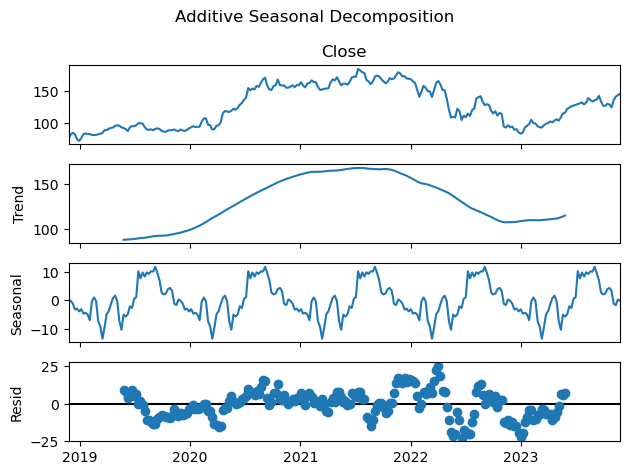 Additive Seasonal Decomposition
Close
150
100
Trend
150
100
Seasonal
10
0
−10
Resid
25
0
−25
2019 2020 2021 2022 2023